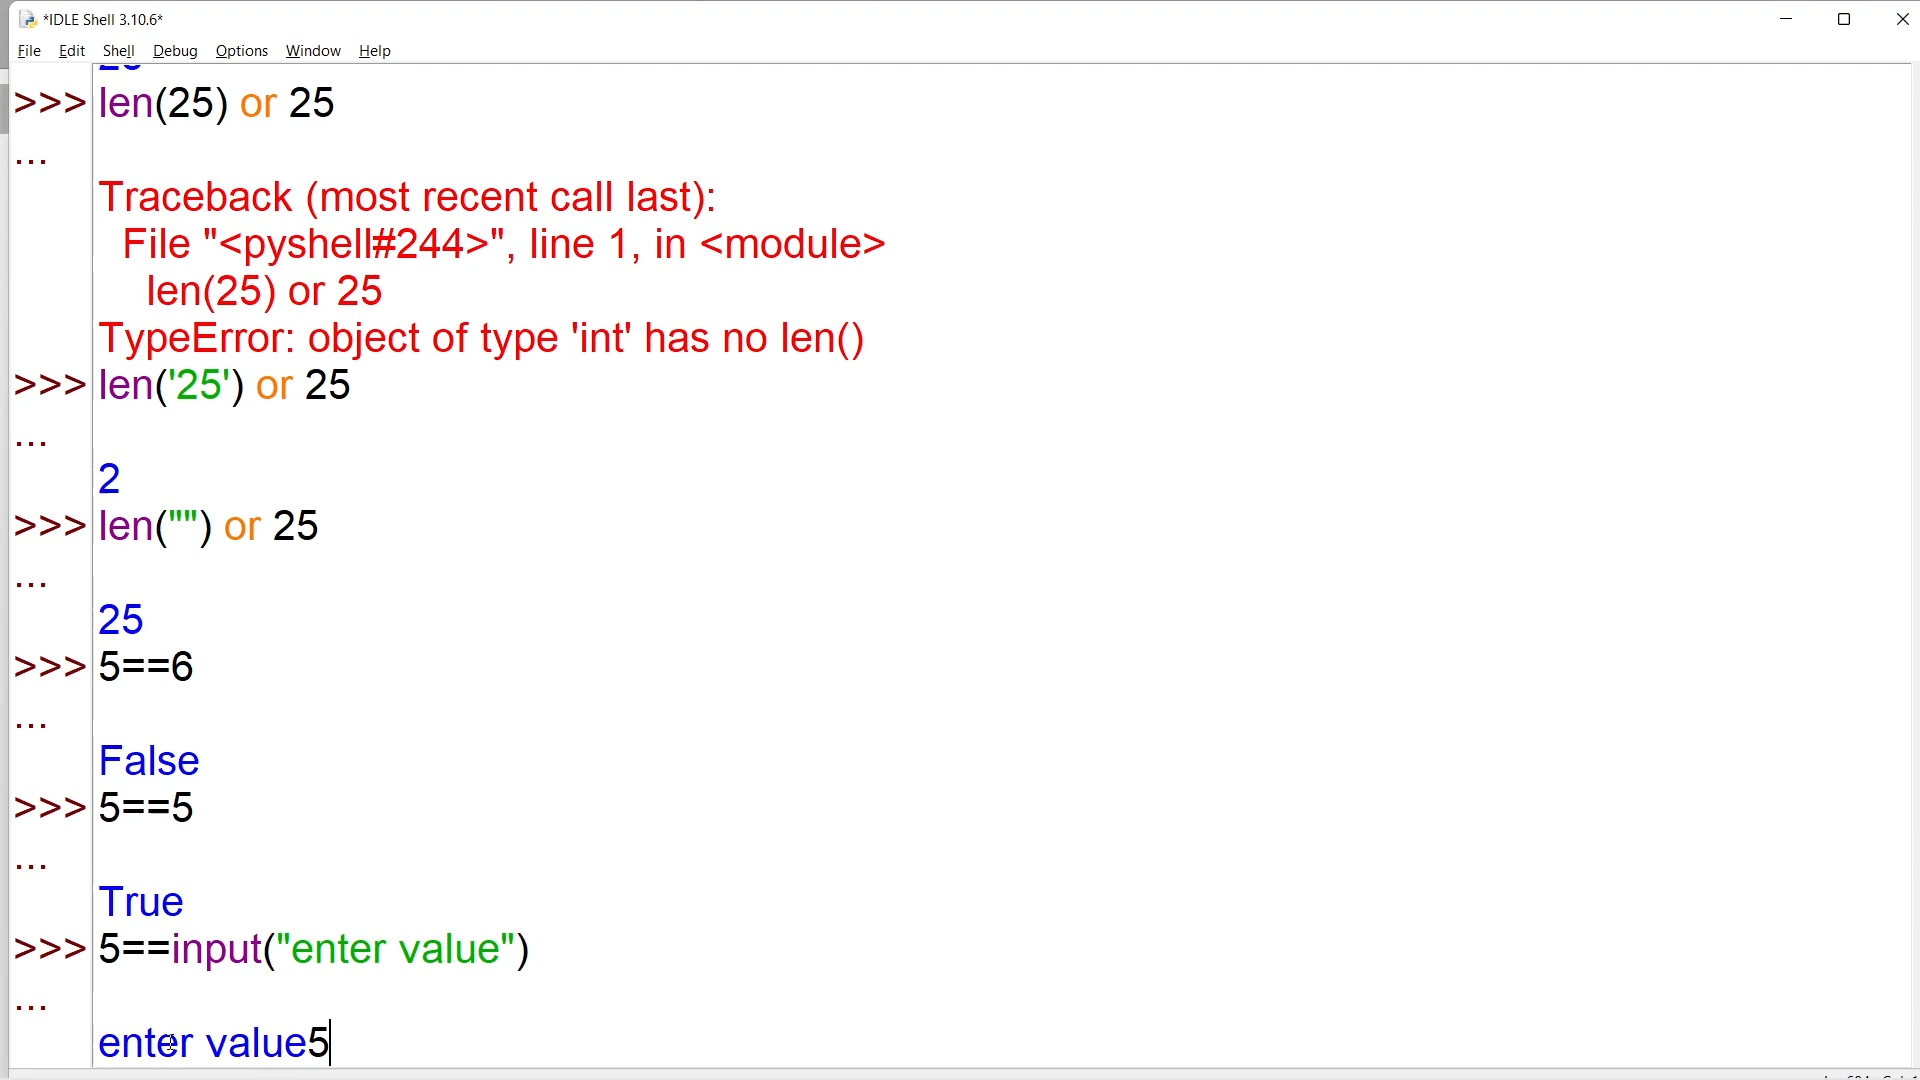 *IDLE Shell 3.10.6*
File Edit Shell Debug Options Window Help
>>> len(25) or 25
...
Traceback (most recent call last):
File "<pyshell#244>", line 1, in <module>
len(25) or 25
TypeError: object of type 'int' has no len()
>>> len('25') or 25
...
2
>>> len("") or 25
...
25
>>> 5==6
...
False
>>> 5==5
...
True
>>> 5==input("enter value")
...
enter value5